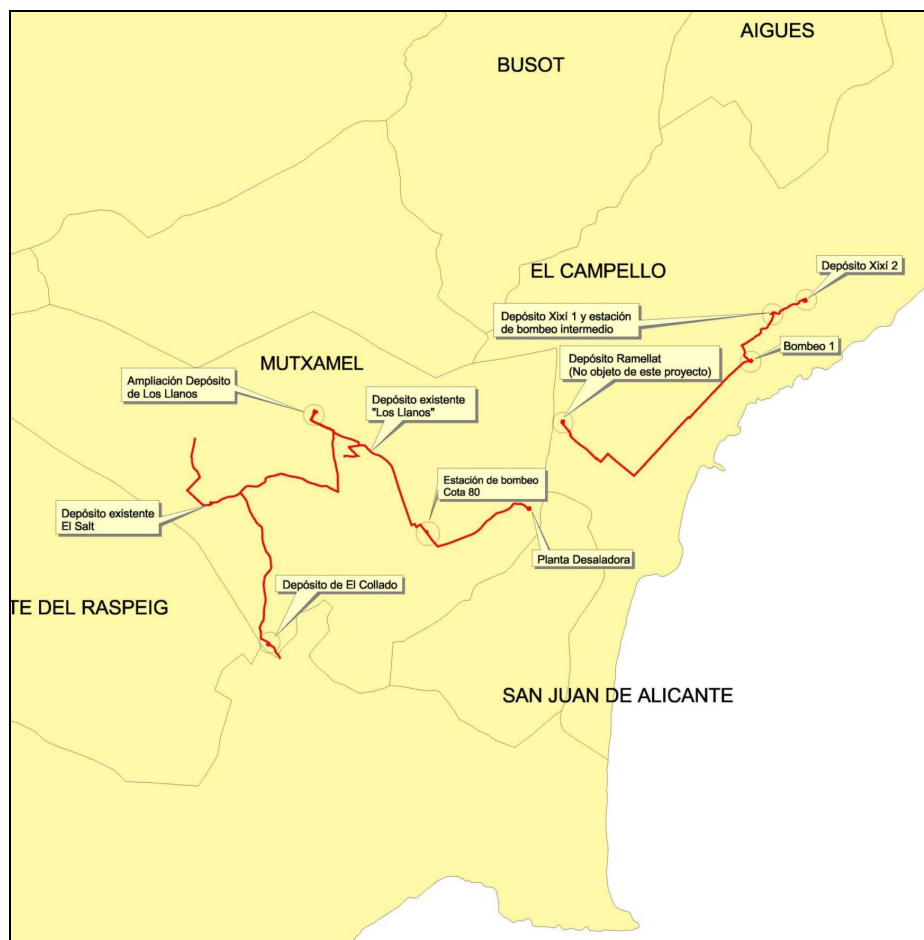 AIGUES
BUSOT
EL CAMPELLO
Depósito Xixí 2
Depósito Xixí 1 y estación
de bombeo intermedio
Bombeo 1
MUTXAMEL
Depósito Ramellat
(No objeto de este proyecto)
Ampliación Depósito
de Los Llanos
Depósito existente
"Los Llanos"
Estación de bombeo
Cota 80
Depósito existente
El Salt
Planta Desaladora
Depósito de El Collado
TE DEL RASPEIG
SAN JUAN DE ALICANTE